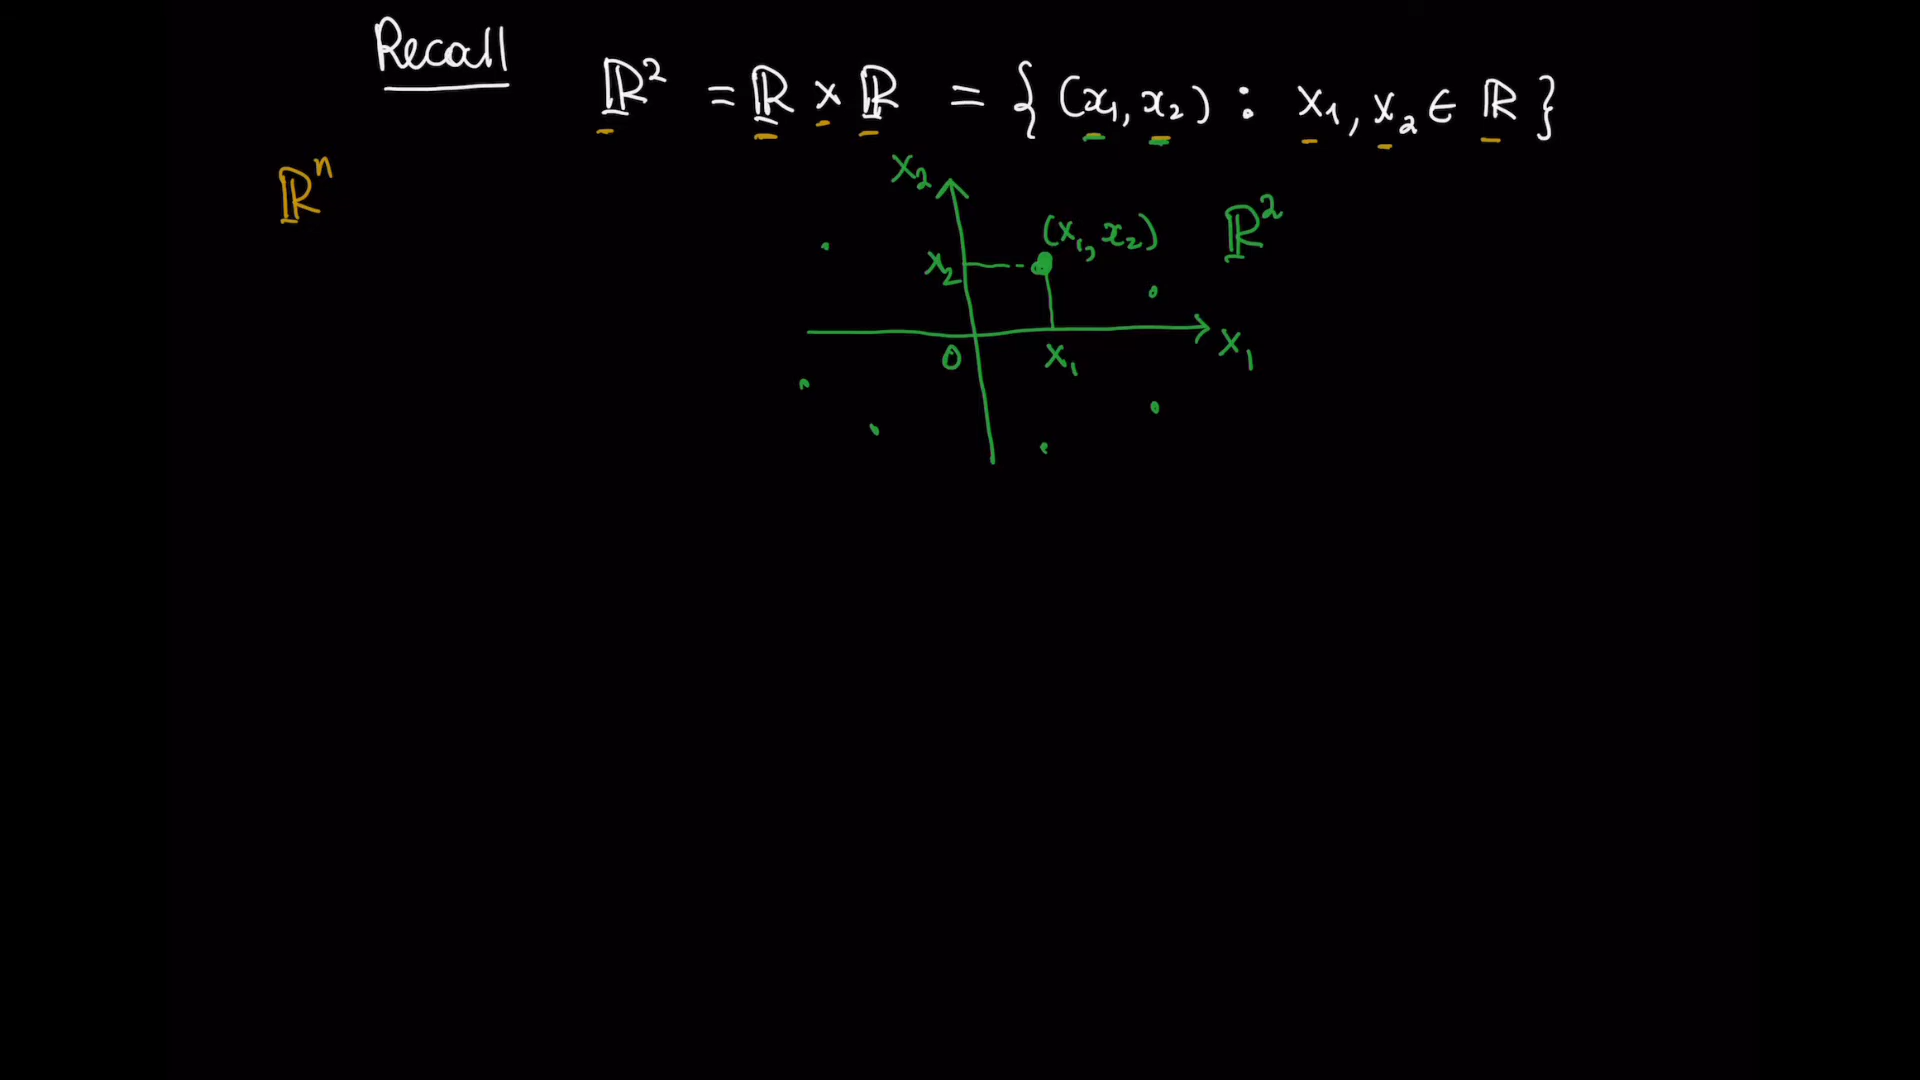 Recall
ℝ² = ℝ × ℝ = { (x₁, x₂) : x₁, x₂ ∈ ℝ }
ℝⁿ
x₂
(x₁, x₂)
ℝ²
x₂
0
x₁
x₁